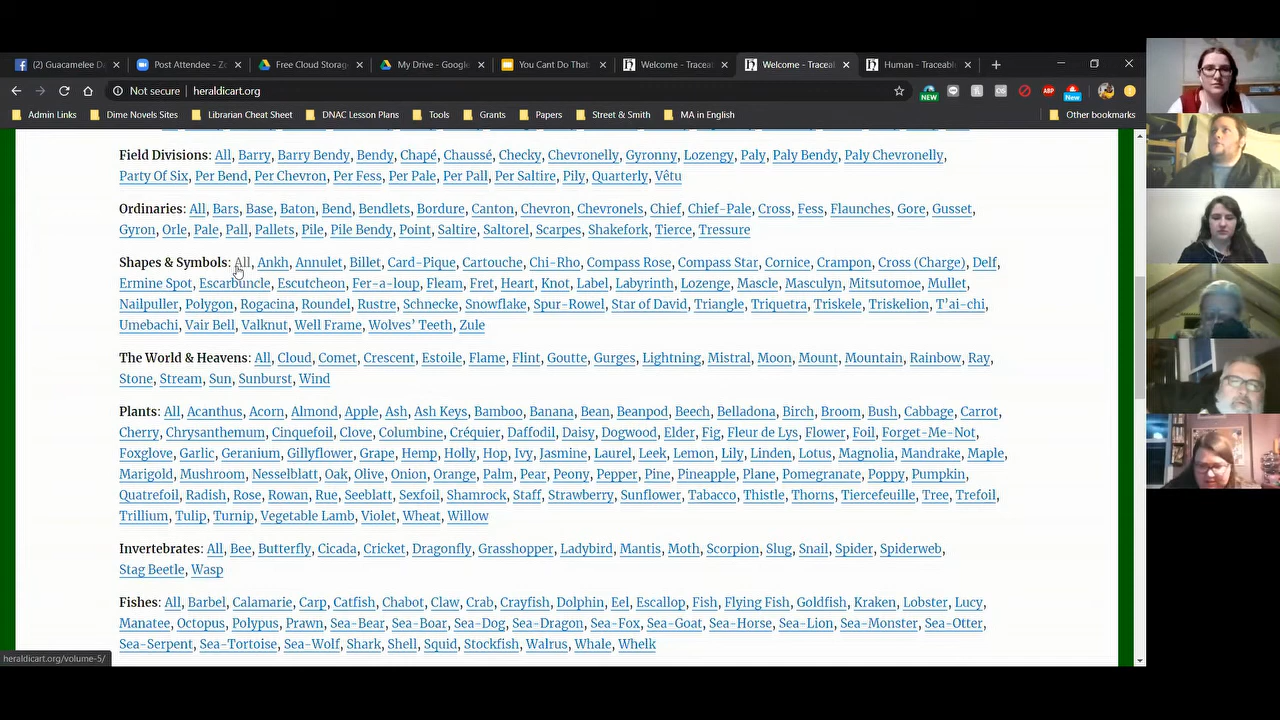 (2) Guacamelee D
Post Attendee - Z
Free Cloud Storag
My Drive - Googl
You Cant Do That
Welcome - Tracea
Welcome - Traceal
Human - Traceabl
Not secure | heraldicart.org
NEW
ABP
New
Admin Links
Dime Novels Sites
Librarian Cheat Sheet
DNAC Lesson Plans
Tools
Grants
Papers
Street & Smith
MA in English
Other bookmarks
Field Divisions: All, Barry, Barry Bendy, Bendy, Chapé, Chaussé, Checky, Chevronelly, Gyronny, Lozengy, Paly, Paly Bendy, Paly Chevronelly,
Party Of Six, Per Bend, Per Chevron, Per Fess, Per Pale, Per Pall, Per Saltire, Pily, Quarterly, Vêtu
Ordinaries: All, Bars, Base, Baton, Bend, Bendlets, Bordure, Canton, Chevron, Chevronels, Chief, Chief-Pale, Cross, Fess, Flaunches, Gore, Gusset,
Gyron, Orle, Pale, Pall, Pallets, Pile, Pile Bendy, Point, Saltire, Saltorel, Scarpes, Shakefork, Tierce, Tressure
Shapes & Symbols: All, Ankh, Annulet, Billet, Card-Pique, Cartouche, Chi-Rho, Compass Rose, Compass Star, Cornice, Crampon, Cross (Charge), Delf,
Ermine Spot, Escarbuncle, Escutcheon, Fer-a-loup, Fleam, Fret, Heart, Knot, Label, Labyrinth, Lozenge, Mascle, Masculyn, Mitsutomoe, Mullet,
Nailpuller, Polygon, Rogacina, Roundel, Rustre, Schnecke, Snowflake, Spur-Rowel, Star of David, Triangle, Triquetra, Triskele, Triskelion, T’ai-chi,
Umebachi, Vair Bell, Valknut, Well Frame, Wolves’ Teeth, Zule
The World & Heavens: All, Cloud, Comet, Crescent, Estoile, Flame, Flint, Goutte, Gurges, Lightning, Mistral, Moon, Mount, Mountain, Rainbow, Ray,
Stone, Stream, Sun, Sunburst, Wind
Plants: All, Acanthus, Acorn, Almond, Apple, Ash, Ash Keys, Bamboo, Banana, Bean, Beanpod, Beech, Belladona, Birch, Broom, Bush, Cabbage, Carrot,
Cherry, Chrysanthemum, Cinquefoil, Clove, Columbine, Créquier, Daffodil, Daisy, Dogwood, Elder, Fig, Fleur de Lys, Flower, Foil, Forget-Me-Not,
Foxglove, Garlic, Geranium, Gillyflower, Grape, Hemp, Holly, Hop, Ivy, Jasmine, Laurel, Leek, Lemon, Lily, Linden, Lotus, Magnolia, Mandrake, Maple,
Marigold, Mushroom, Nesselblatt, Oak, Olive, Onion, Orange, Palm, Pear, Peony, Pepper, Pine, Pineapple, Plane, Pomegranate, Poppy, Pumpkin,
Quatrefoil, Radish, Rose, Rowan, Rue, Seeblatt, Sexfoil, Shamrock, Staff, Strawberry, Sunflower, Tabacco, Thistle, Thorns, Tiercefeuille, Tree, Trefoil,
Trillium, Tulip, Turnip, Vegetable Lamb, Violet, Wheat, Willow
Invertebrates: All, Bee, Butterfly, Cicada, Cricket, Dragonfly, Grasshopper, Ladybird, Mantis, Moth, Scorpion, Slug, Snail, Spider, Spiderweb,
Stag Beetle, Wasp
Fishes: All, Barbel, Calamarie, Carp, Catfish, Chabot, Claw, Crab, Crayfish, Dolphin, Eel, Escallop, Fish, Flying Fish, Goldfish, Kraken, Lobster, Lucy,
Manatee, Octopus, Polypus, Prawn, Sea-Bear, Sea-Boar, Sea-Dog, Sea-Dragon, Sea-Fox, Sea-Goat, Sea-Horse, Sea-Lion, Sea-Monster, Sea-Otter,
Sea-Serpent, Sea-Tortoise, Sea-Wolf, Shark, Shell, Squid, Stockfish, Walrus, Whale, Whelk
heraldicart.org/volume-5/